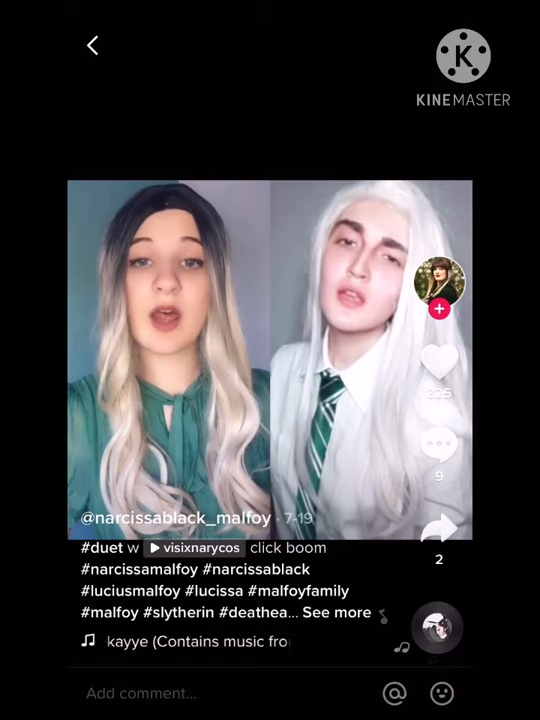 K
KINEMASTER
325
9
@narcissablack_malfoy · 7-19
2
#duet w ▶ visixnarycos click boom
#narcissamalfoy #narcissablack
#luciusmalfoy #lucissa #malfoyfamily
#malfoy #slytherin #deathea... See more
kayye (Contains music fro
Add comment...
@